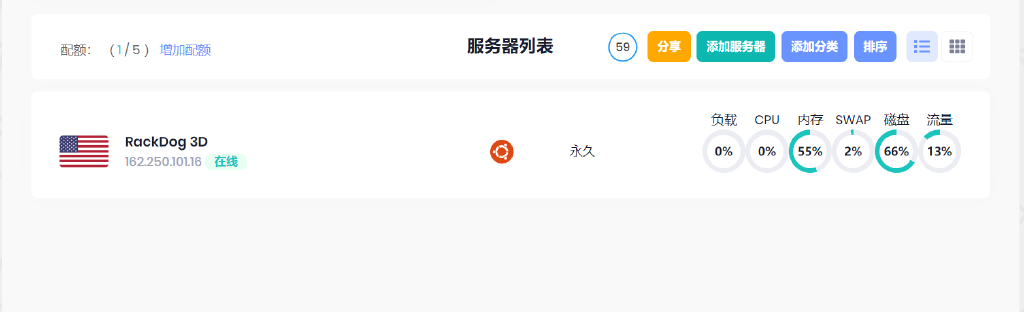 配额： （ 1 / 5 ） 增加配额 服务器列表 59 分享 添加服务器 添加分类 排序
负载 CPU 内存 SWAP 磁盘 流量
RackDog 3D
162.250.101.16 在线 永久 0% 0% 55% 2% 66% 13%